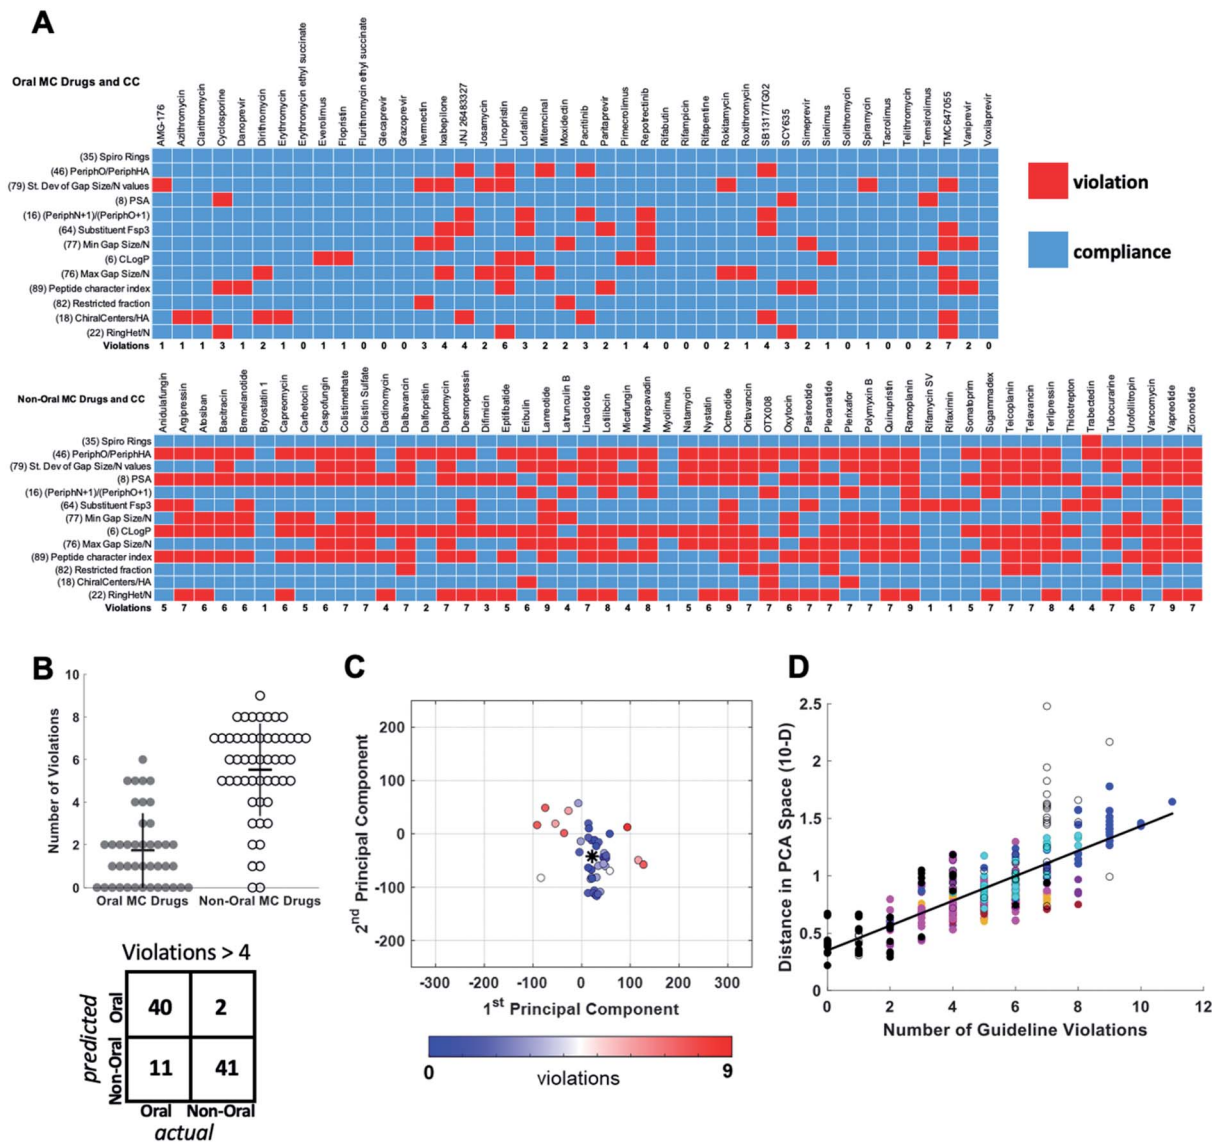 A
Oral MC Drugs and CC
AMG-176
Azithromycin
Clarithromycin
Cyclosporine
Danoprevir
Dirithromycin
Erythromycin
Erythromycin ethyl succinate
Everolimus
Flopristin
Flurithromycin ethyl succinate
Glecaprevir
Grazoprevir
Ivermectin
Ixabepilone
JNJ 26483327
Josamycin
Linopristin
Lorlatinib
Mitemcinal
Moxidectin
Pacritinib
Paritaprevir
Pimecrolimus
Repotrectinib
Rifabutin
Rifampicin
Rifapentine
Rokitamycin
Roxithromycin
SB1317/TG02
SCY635
Simeprevir
Sirolimus
Solithromycin
Spiramycin
Tacrolimus
Telithromycin
Temsirolimus
TMC647055
Vaniprevir
Voxilaprevir
(35) Spiro Rings
(46) PeriphO/PeriphHA
(79) St. Dev of Gap Size/N values
(8) PSA
(16) (PeriphN+1)/(PeriphO+1)
(64) Substituent Fsp3
(77) Min Gap Size/N
(6) CLogP
(76) Max Gap Size/N
(89) Peptide character index
(82) Restricted fraction
(18) ChiralCenters/HA
(22) RingHet/N
Violations 1 1 1 3 1 2 1 0 1 1 0 0 0 3 4 4 2 6 3 2 2 3 2 1 4 0 0 0 2 1 4 3 2 1 0 1 0 0 2 7 2 0
violation
compliance
Non-Oral MC Drugs and CC
Anidulafungin
Argipressin
Atosiban
Bacitracin
Bremelanotide
Bryostatin 1
Capreomycin
Carbetocin
Caspofungin
Colistimethate
Colistin Sulfate
Dactinomycin
Dalbavancin
Dalfopristin
Daptomycin
Desmopressin
Difimicin
Eptifibatide
Eribulin
Lanreotide
Latrunculin B
Linaclotide
Lotilibcin
Micafungin
Murepavadin
Myolimus
Natamycin
Nystatin
Octreotide
Oritavancin
OTX008
Oxytocin
Pasireotide
Plecanatide
Plerixafor
Polymyxin B
Quinupristin
Ramoplanin
Rifamycin SV
Rifaximin
Somatoprim
Sugammadex
Teicoplanin
Telavancin
Terlipressin
Thiostrepton
Trabectedin
Tubocurarine
Urofollitropin
Vancomycin
Vapreotide
Ziconotide
(35) Spiro Rings
(46) PeriphO/PeriphHA
(79) St. Dev of Gap Size/N values
(8) PSA
(16) (PeriphN+1)/(PeriphO+1)
(64) Substituent Fsp3
(77) Min Gap Size/N
(6) CLogP
(76) Max Gap Size/N
(89) Peptide character index
(82) Restricted fraction
(18) ChiralCenters/HA
(22) RingHet/N
Violations 5 7 6 6 6 1 6 5 6 7 7 4 7 2 7 7 3 5 6 9 4 7 8 4 8 1 5 6 9 7 7 6 7 7 7 7 7 9 1 1 5 7 7 7 8 4 4 7 6 7 9 7
B
Number of Violations
10
8
6
4
2
0
Oral MC Drugs Non-Oral MC Drugs
Violations > 4
predicted
Oral
Non-Oral
40 2
11 41
Oral Non-Oral
actual
C
2nd Principal Component
200
100
0
-100
-200
-300 -200 -100 0 100 200 300
1st Principal Component
0 9
violations
D
Distance in PCA Space (10-D)
2.5
2
1.5
1
0.5
0
0 2 4 6 8 10 12
Number of Guideline Violations